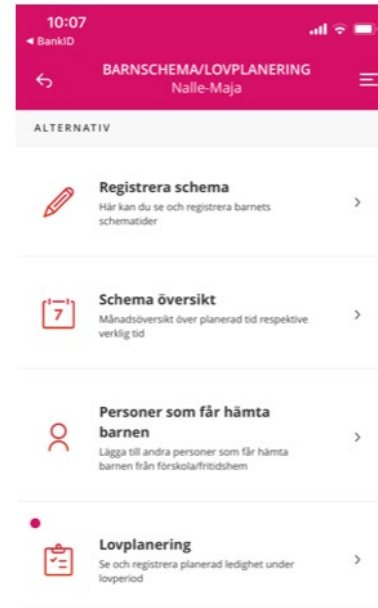 10:07
◀ BankID
BARNSCHEMA/LOVPLANERING
Nalle-Maja
ALTERNATIV
Registrera schema
Här kan du se och registrera barnets
schematider
7
Schema översikt
Månadsöversikt över planerad tid respektive
verklig tid
Personer som får hämta
barnen
Lägga till andra personer som får hämta
barnen från förskola/fritidshem
Lovplanering
Se och registrera planerad ledighet under
lovperiod